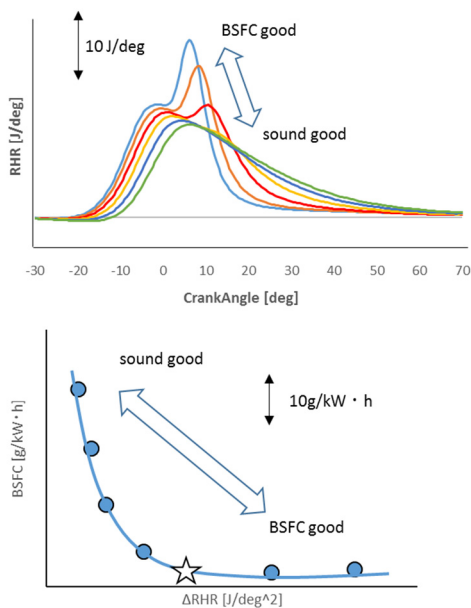 BSFC good
10 J/deg
sound good
RHR [J/deg]
-30 -20 -10 0 10 20 30 40 50 60 70
CrankAngle [deg]
sound good
10g/kW・h
BSFC [g/kW・h]
BSFC good
ΔRHR [J/deg^2]